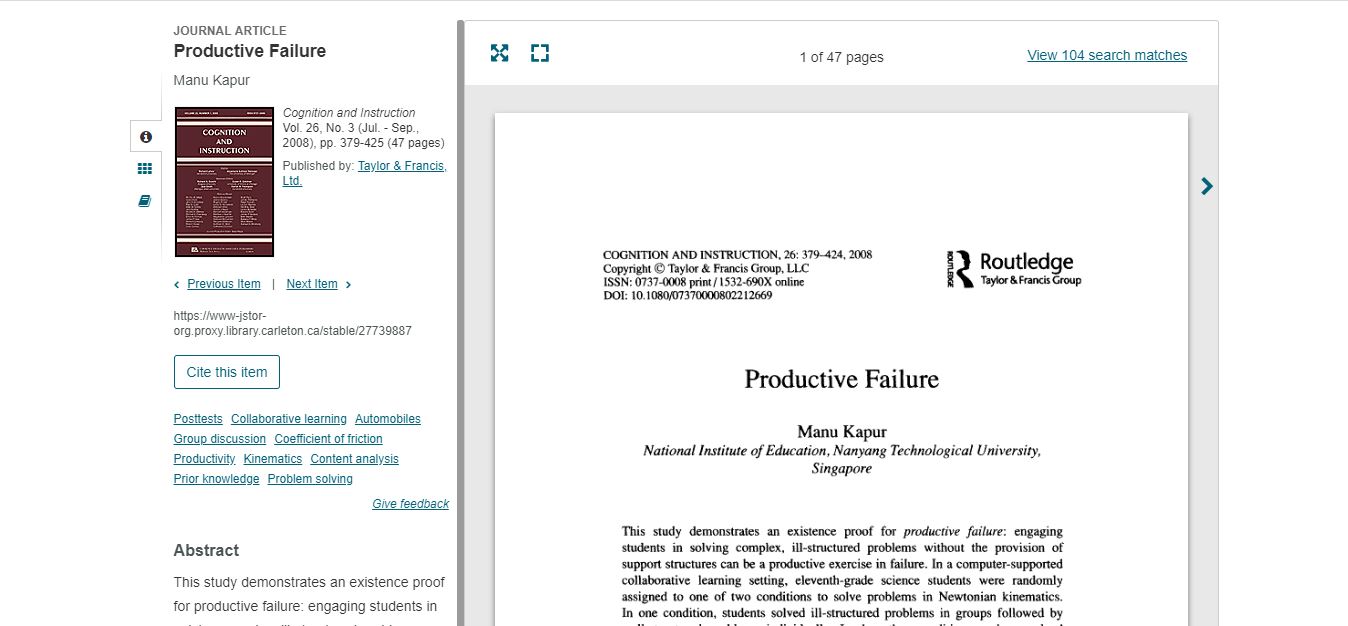 JOURNAL ARTICLE
Productive Failure
Manu Kapur
COGNITION
AND
INSTRUCTION
Cognition and Instruction
Vol. 26, No. 3 (Jul. - Sep.,
2008), pp. 379-425 (47 pages)
Published by: Taylor & Francis,
Ltd.
Previous Item | Next Item
https://www-jstor-
org.proxy.library.carleton.ca/stable/27739887
Cite this item
Posttests Collaborative learning Automobiles
Group discussion Coefficient of friction
Productivity Kinematics Content analysis
Prior knowledge Problem solving
Give feedback
Abstract
This study demonstrates an existence proof
for productive failure: engaging students in
1 of 47 pages
View 104 search matches
COGNITION AND INSTRUCTION, 26: 379–424, 2008
Copyright © Taylor & Francis Group, LLC
ISSN: 0737-0008 print / 1532-690X online
DOI: 10.1080/07370000802212669
ROUTLEDGE
Routledge
Taylor & Francis Group
Productive Failure
Manu Kapur
National Institute of Education, Nanyang Technological University,
Singapore
This study demonstrates an existence proof for productive failure: engaging
students in solving complex, ill-structured problems without the provision of
support structures can be a productive exercise in failure. In a computer-supported
collaborative learning setting, eleventh-grade science students were randomly
assigned to one of two conditions to solve problems in Newtonian kinematics.
In one condition, students solved ill-structured problems in groups followed by